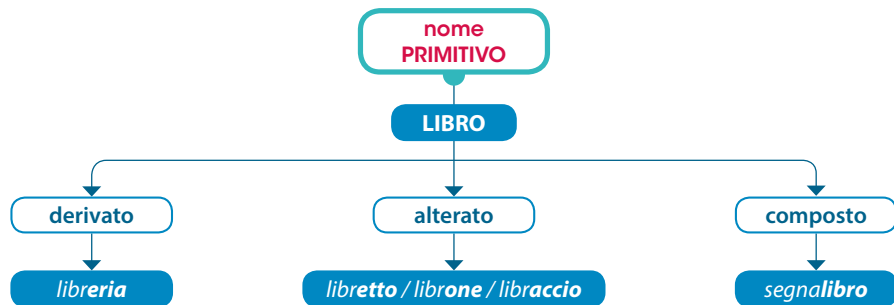 nome
PRIMITIVO
LIBRO
derivato
alterato
composto
libreria
libretto / librone / libraccio
segnalibro